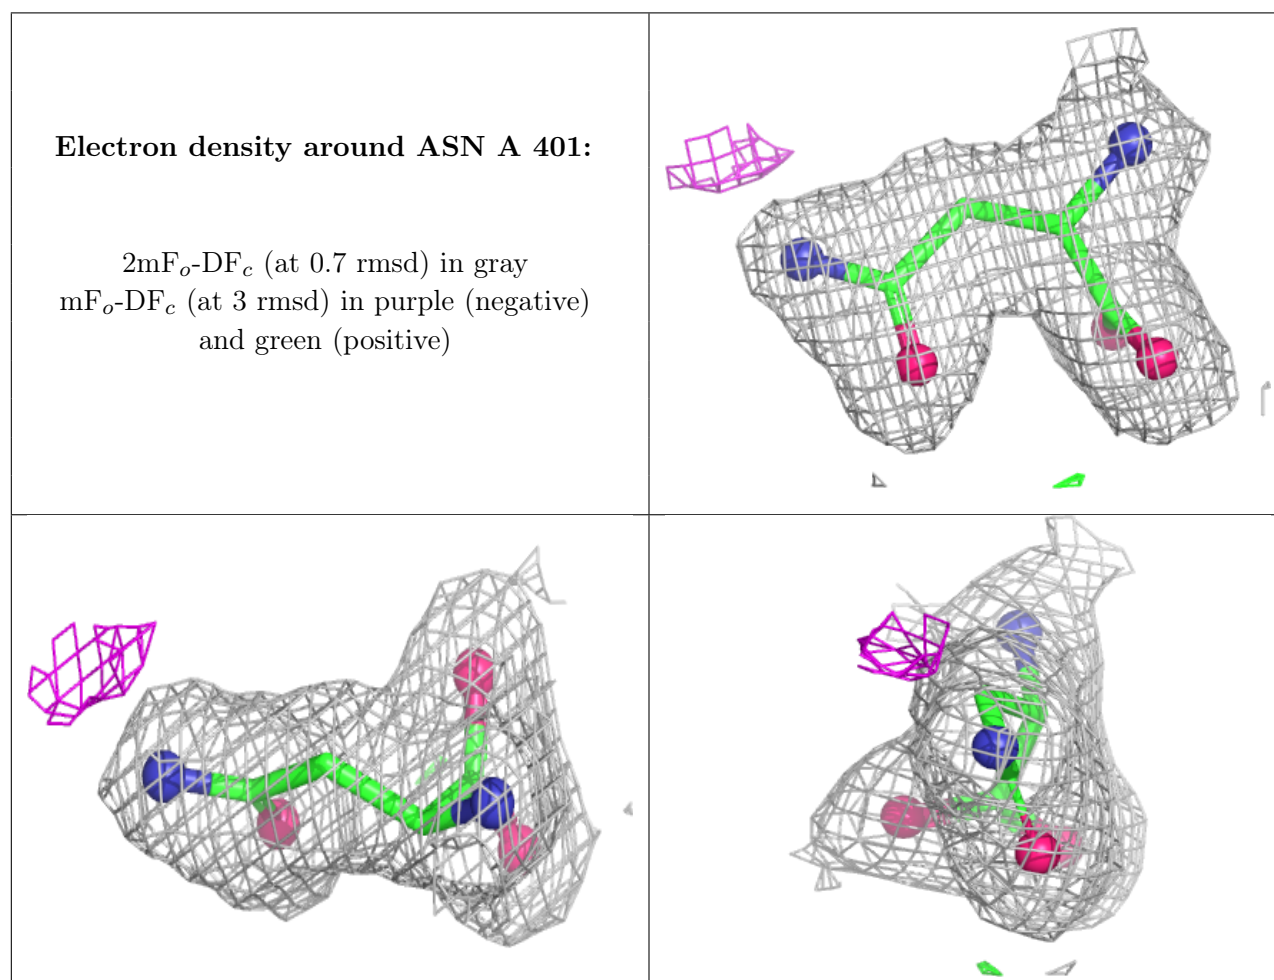 Electron density around ASN A 401:
2mFo-DFc (at 0.7 rmsd) in gray
mFo-DFc (at 3 rmsd) in purple (negative)
and green (positive)